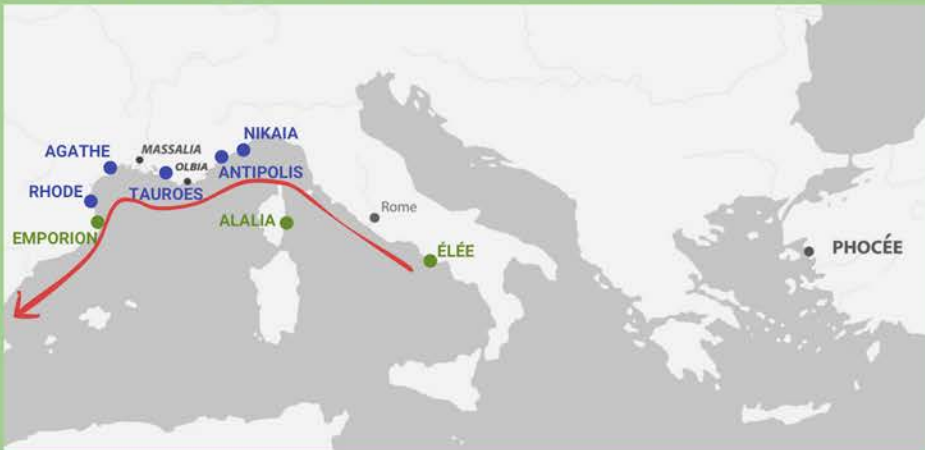 NIKAIA
AGATHE
MASSALIA
OLBIA
ANTIPOLIS
RHODE
TAUROES
EMPORION
ALALIA
Rome
ÉLÉE
PHOCÉE